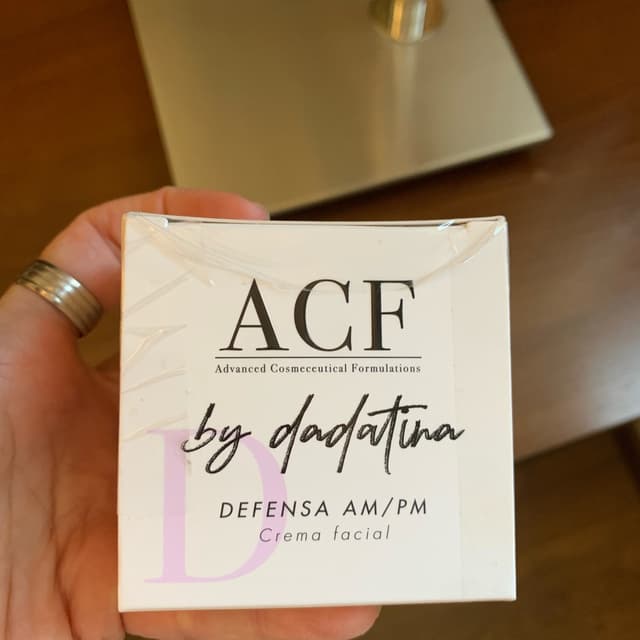 ACF
Advanced Cosmeceutical Formulations
by dadatina
D
DEFENSA AM/PM
Crema facial